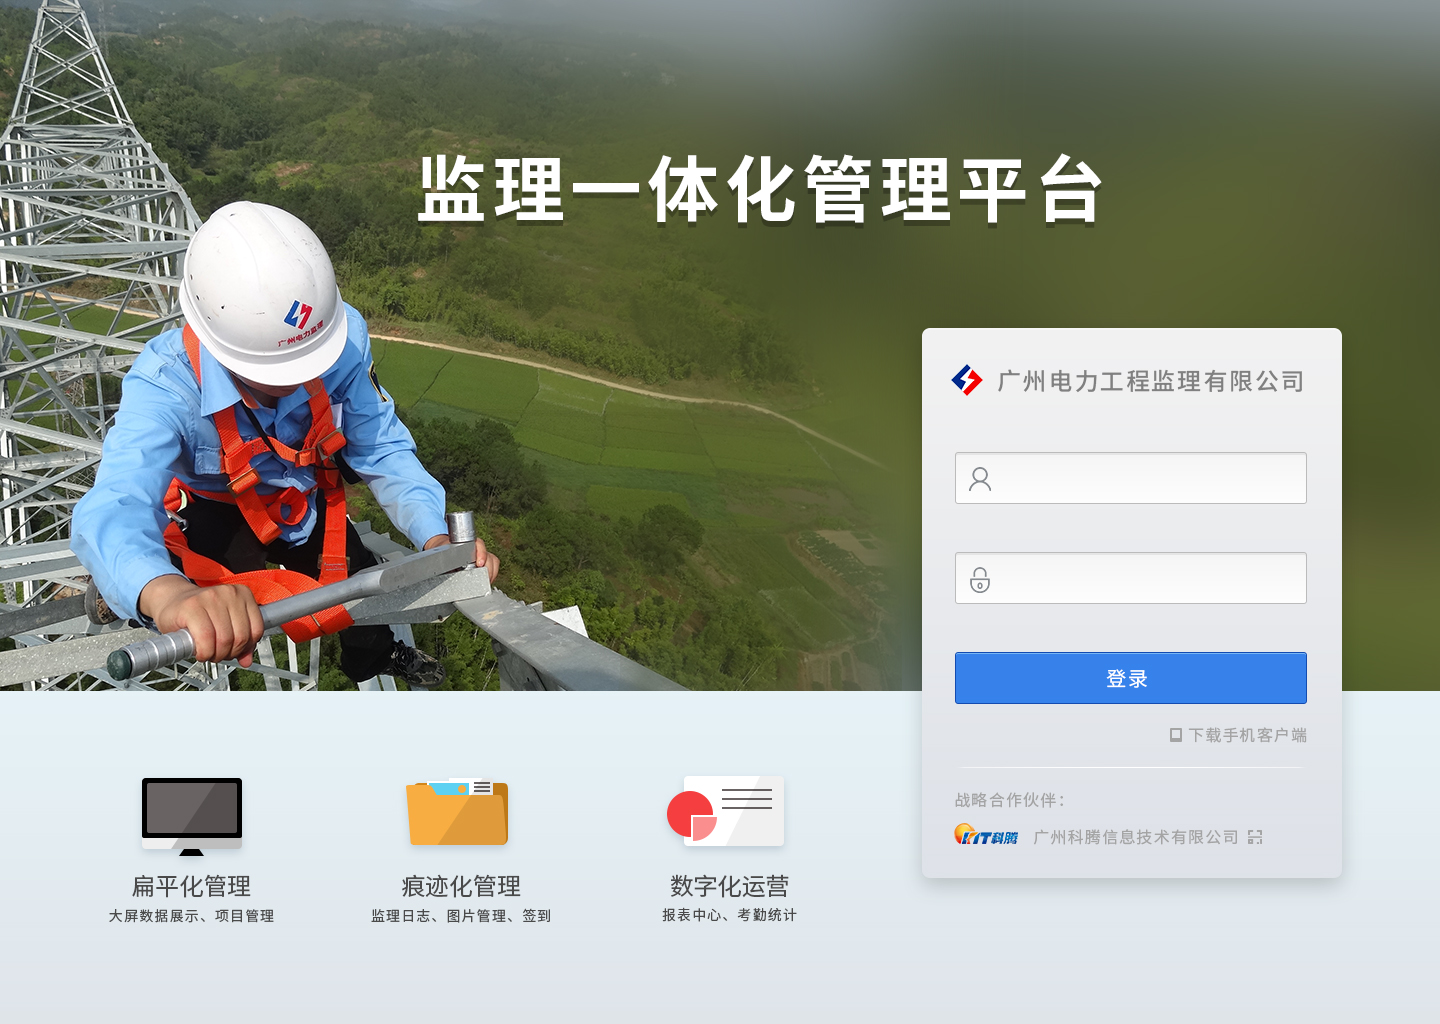 监理一体化管理平台
广州电力监理
广州电力工程监理有限公司
登录
下载手机客户端
战略合作伙伴：
KIT科腾 广州科腾信息技术有限公司
扁平化管理
大屏数据展示、项目管理
痕迹化管理
监理日志、图片管理、签到
数字化运营
报表中心、考勤统计